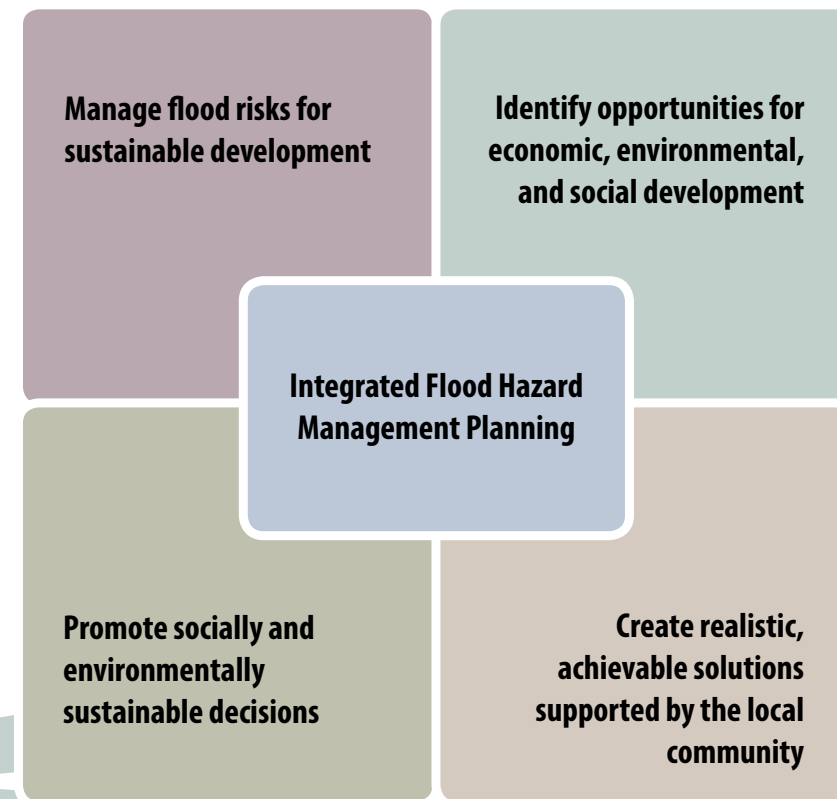 Manage flood risks for
sustainable development
Identify opportunities for
economic, environmental,
and social development
Integrated Flood Hazard
Management Planning
Promote socially and
environmentally
sustainable decisions
Create realistic,
achievable solutions
supported by the local
community